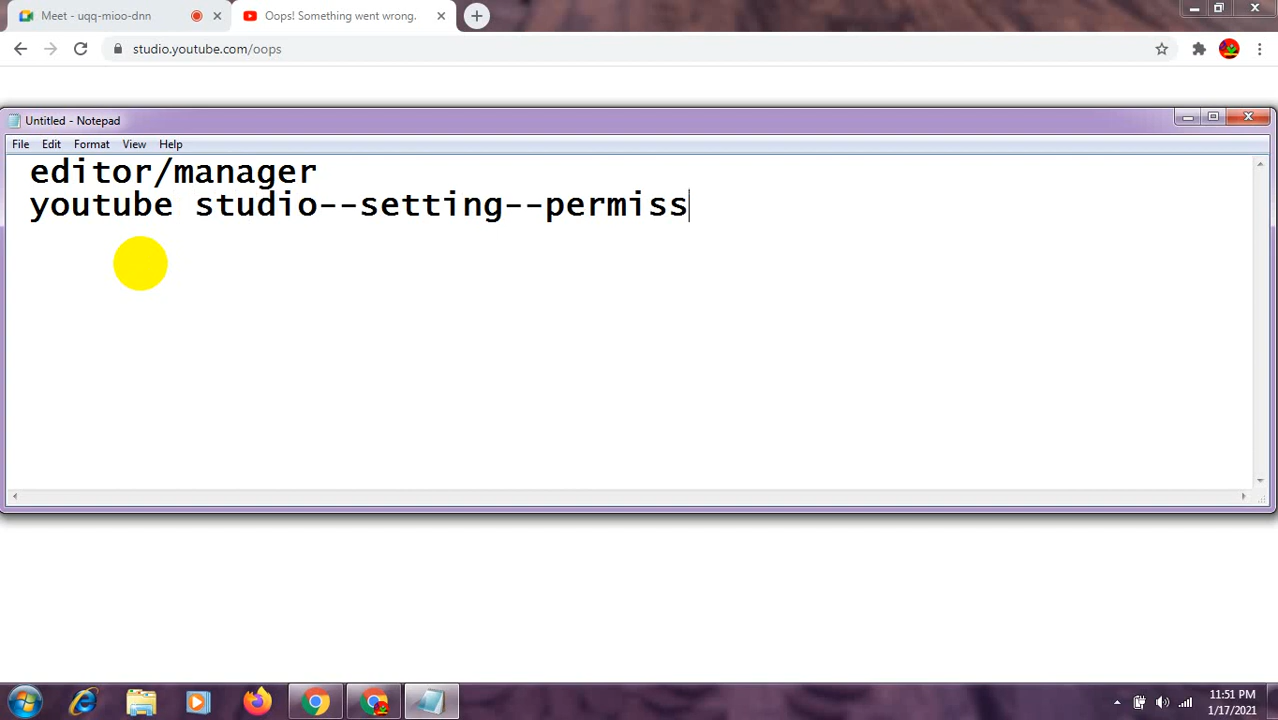 Meet - uqq-mioo-dnn
Oops! Something went wrong.
studio.youtube.com/oops
Untitled - Notepad
File Edit Format View Help
editor/manager
youtube studio--setting--permiss
11:51 PM
1/17/2021